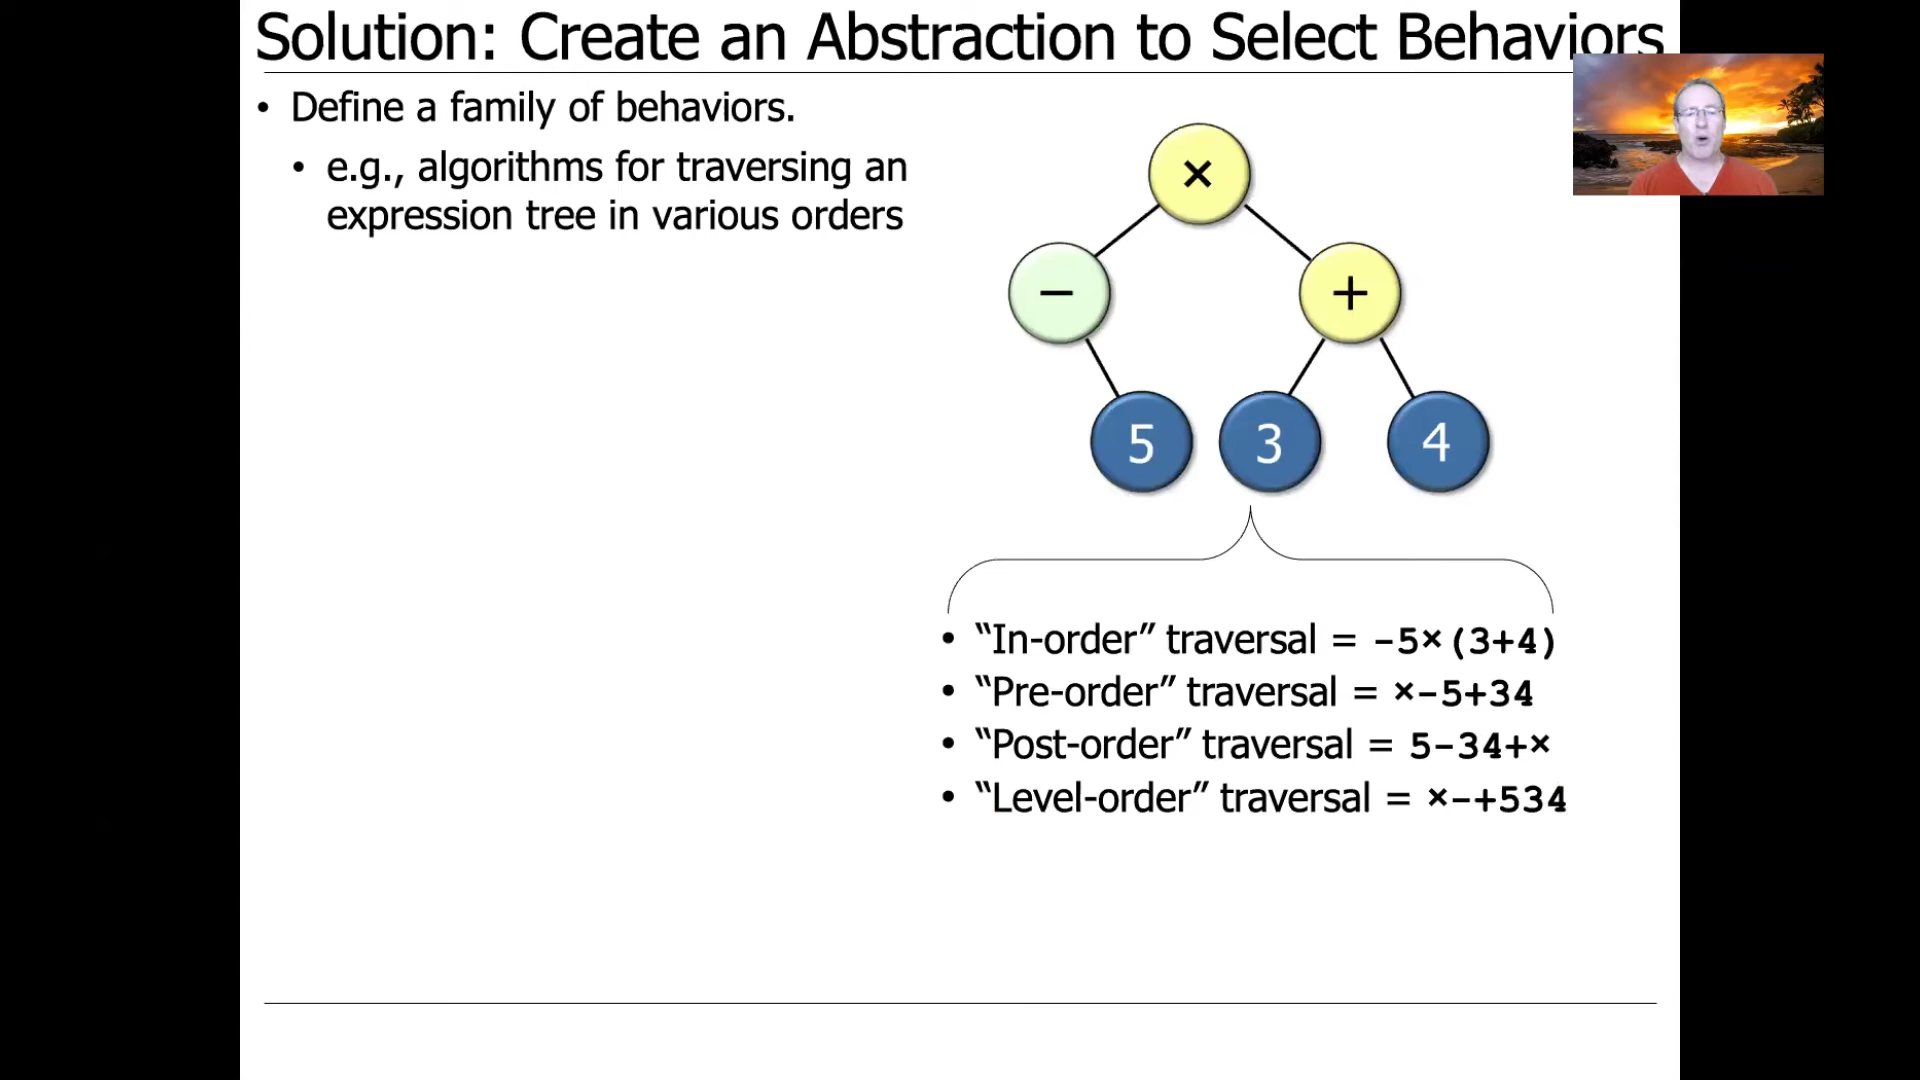 Solution: Create an Abstraction to Select Behaviors
• Define a family of behaviors.
• e.g., algorithms for traversing an
expression tree in various orders
×
− +
5 3 4
• “In-order” traversal = -5×(3+4)
• “Pre-order” traversal = ×-5+34
• “Post-order” traversal = 5-34+×
• “Level-order” traversal = ×-+534